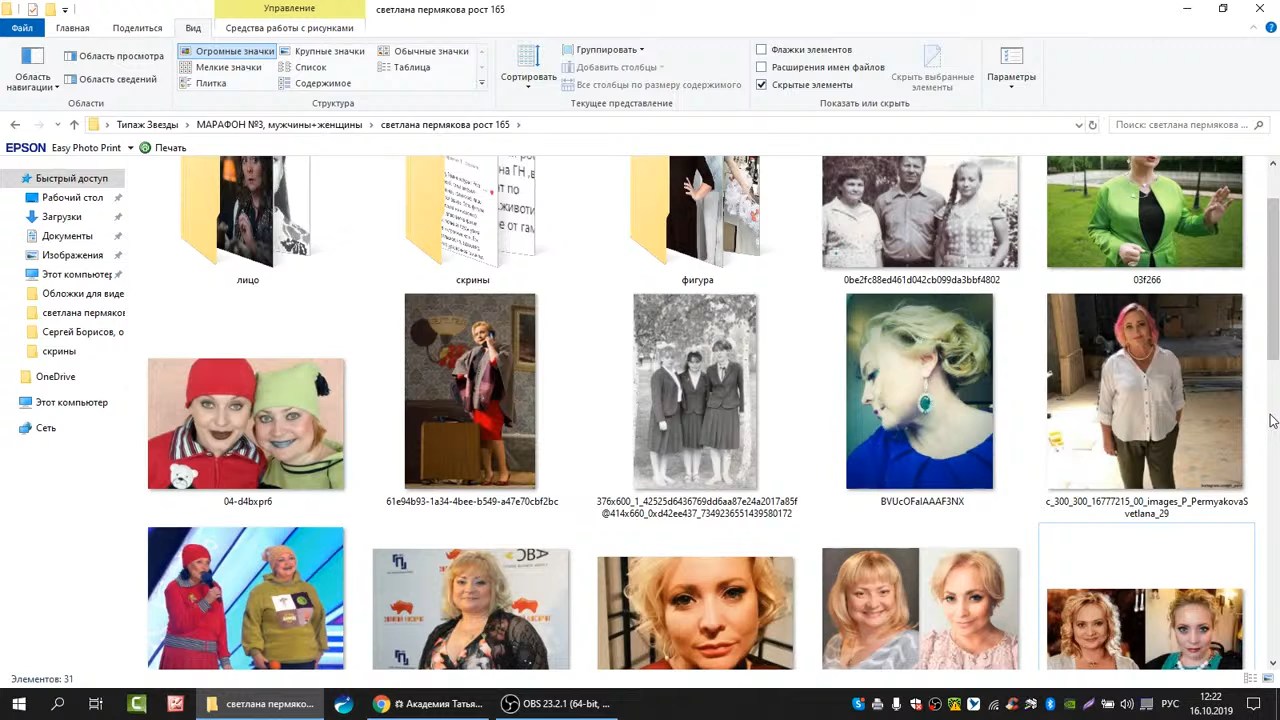 Управление
светлана пермякова рост 165
Файл
Главная
Поделиться
Вид
Средства работы с рисунками
Область навигации
Область просмотра
Область сведений
Области
Огромные значки
Крупные значки
Обычные значки
Мелкие значки
Список
Таблица
Плитка
Содержимое
Структура
Сортировать
Группировать
Добавить столбцы
Все столбцы по размеру содержимого
Текущее представление
Флажки элементов
Расширения имен файлов
Скрытые элементы
Скрыть выбранные элементы
Показать или скрыть
Параметры
Типаж Звезды
МАРАФОН №3, мужчины+женщины
светлана пермякова рост 165
Поиск: светлана пермякова ...
EPSON
Easy Photo Print
Печать
Быстрый доступ
Рабочий стол
Загрузки
Документы
Изображения
Этот компьютер
Обложки для виде
светлана пермяков
Сергей Борисов, о
скрины
OneDrive
Этот компьютер
Сеть
лицо
скрины
фигура
0be2fc88ed461d042cb099da3bbf4802
03f266
04-d4bxpr6
61e94b93-1a34-4bee-b549-a47e70cbf2bc
376x600_1_42525d6436769dd6aa87e24a2017a85f
@414x660_0xd42ee437_7349236551439580172
BVUcOFaIAAAF3NX
c_300_300_16777215_00_images_P_PermyakovaS
vetlana_29
Элементов: 31
светлана пермяко...
Академия Татья...
OBS 23.2.1 (64-bit, ...
РУС
12:22
16.10.2019